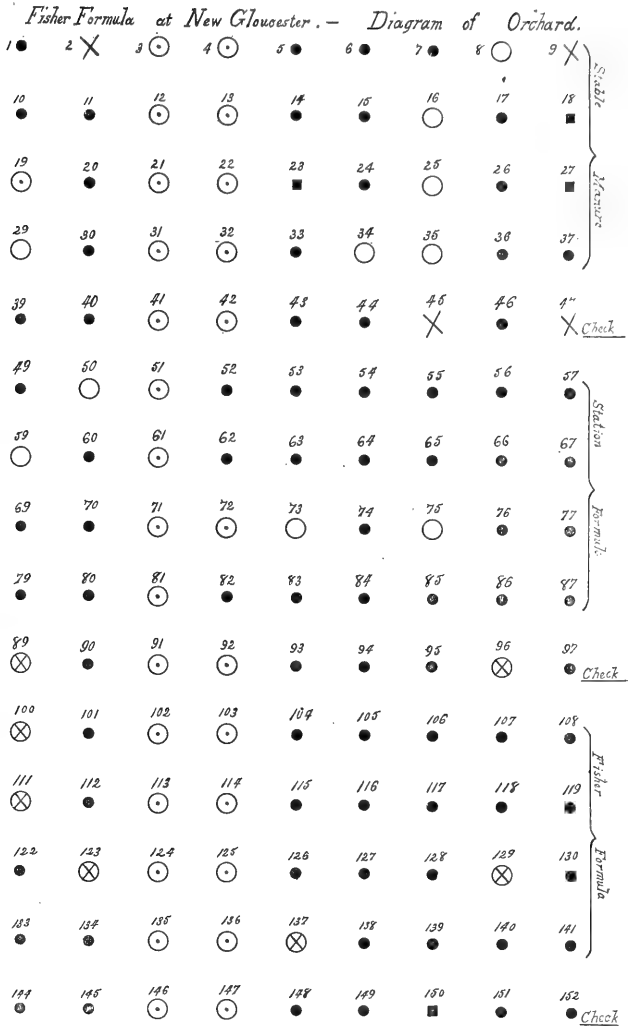 Fisher Formula at New Gloucester. — Diagram of Orchard.
1 2 3 4 5 6 7 8 9
10 11 12 13 14 15 16 17 18
Stable Manure
19 20 21 22 23 24 25 26 27
29 30 31 32 33 34 35 36 37
39 40 41 42 43 44 45 46
Check
49 50 51 52 53 54 55 56 57
Station Formula
59 60 61 62 63 64 65 66 67
69 70 71 72 73 74 75 76 77
79 80 81 82 83 84 85 86 87
89 90 91 92 93 94 95 96 97
Check
100 101 102 103 104 105 106 107 108
Fisher Formula
111 112 113 114 115 116 117 118 119
122 123 124 125 126 127 128 129 130
133 134 135 136 137 138 139 140 141
144 145 146 147 148 149 150 151 152
Check